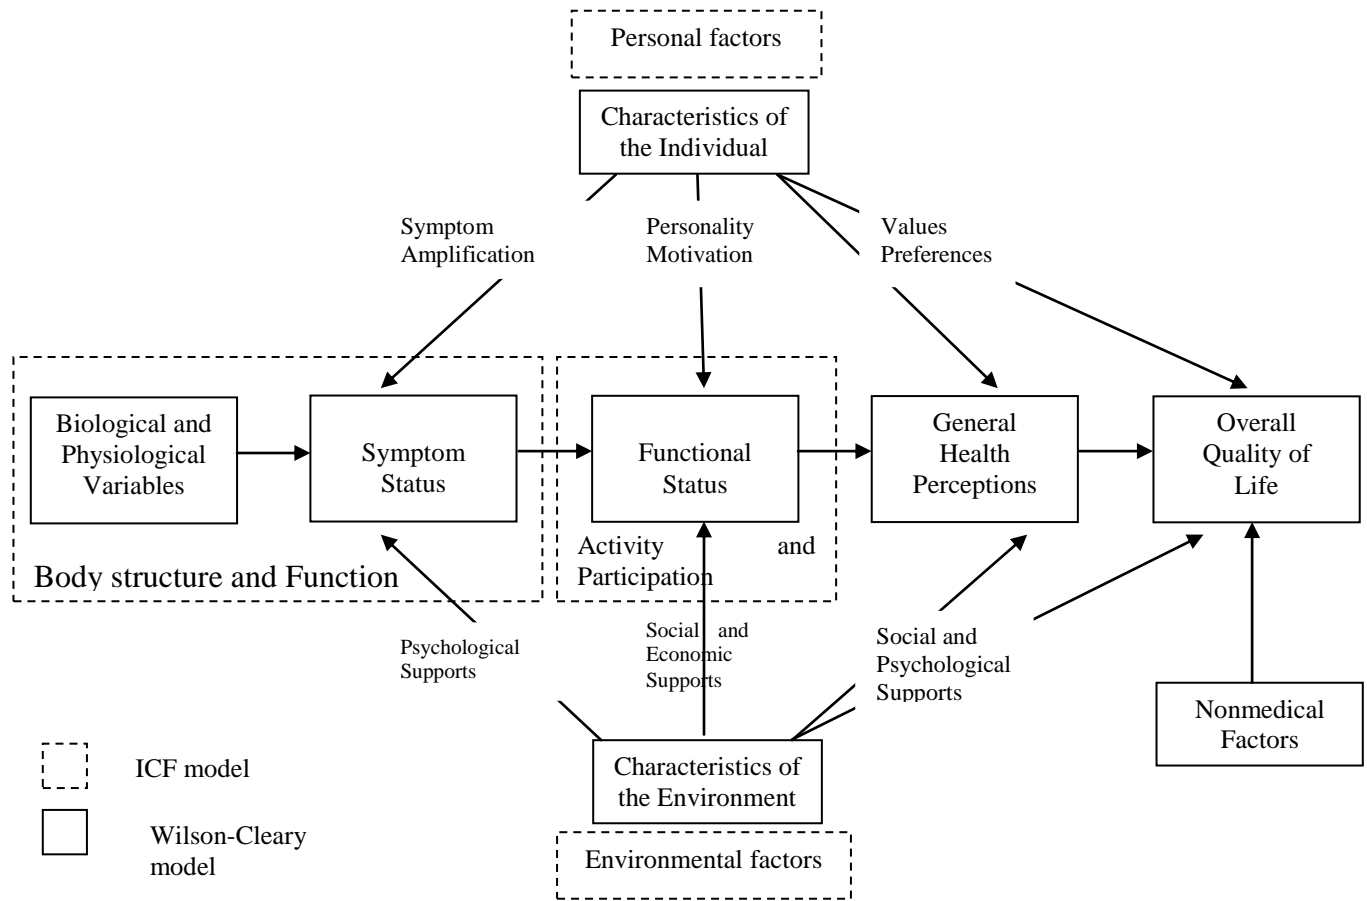 Personal factors
Characteristics of
the Individual
Symptom
Amplification
Personality
Motivation
Values
Preferences
Biological and
Physiological
Variables
Symptom
Status
Functional
Status
General
Health
Perceptions
Overall
Quality of
Life
Body structure and Function
Activity and
Participation
Psychological
Supports
Social and
Economic
Supports
Social and
Psychological
Supports
Nonmedical
Factors
Characteristics of
the Environment
Environmental factors
ICF model
Wilson-Cleary
model